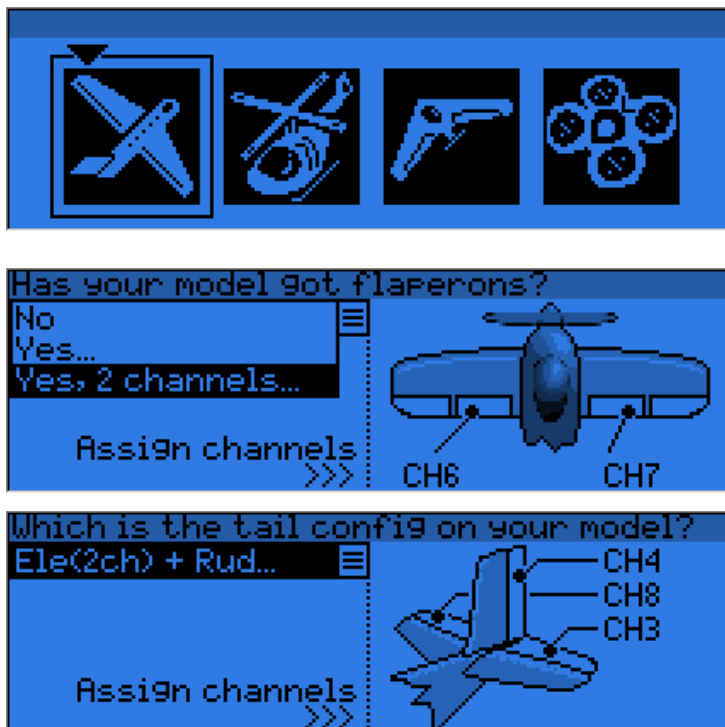 Has your model got flaperons?
No
Yes...
Yes, 2 channels...
Assign channels
>>>
CH6
CH7
Which is the tail config on your model?
Ele(2ch) + Rud...
CH4
CH8
CH3
Assign channels
>>>